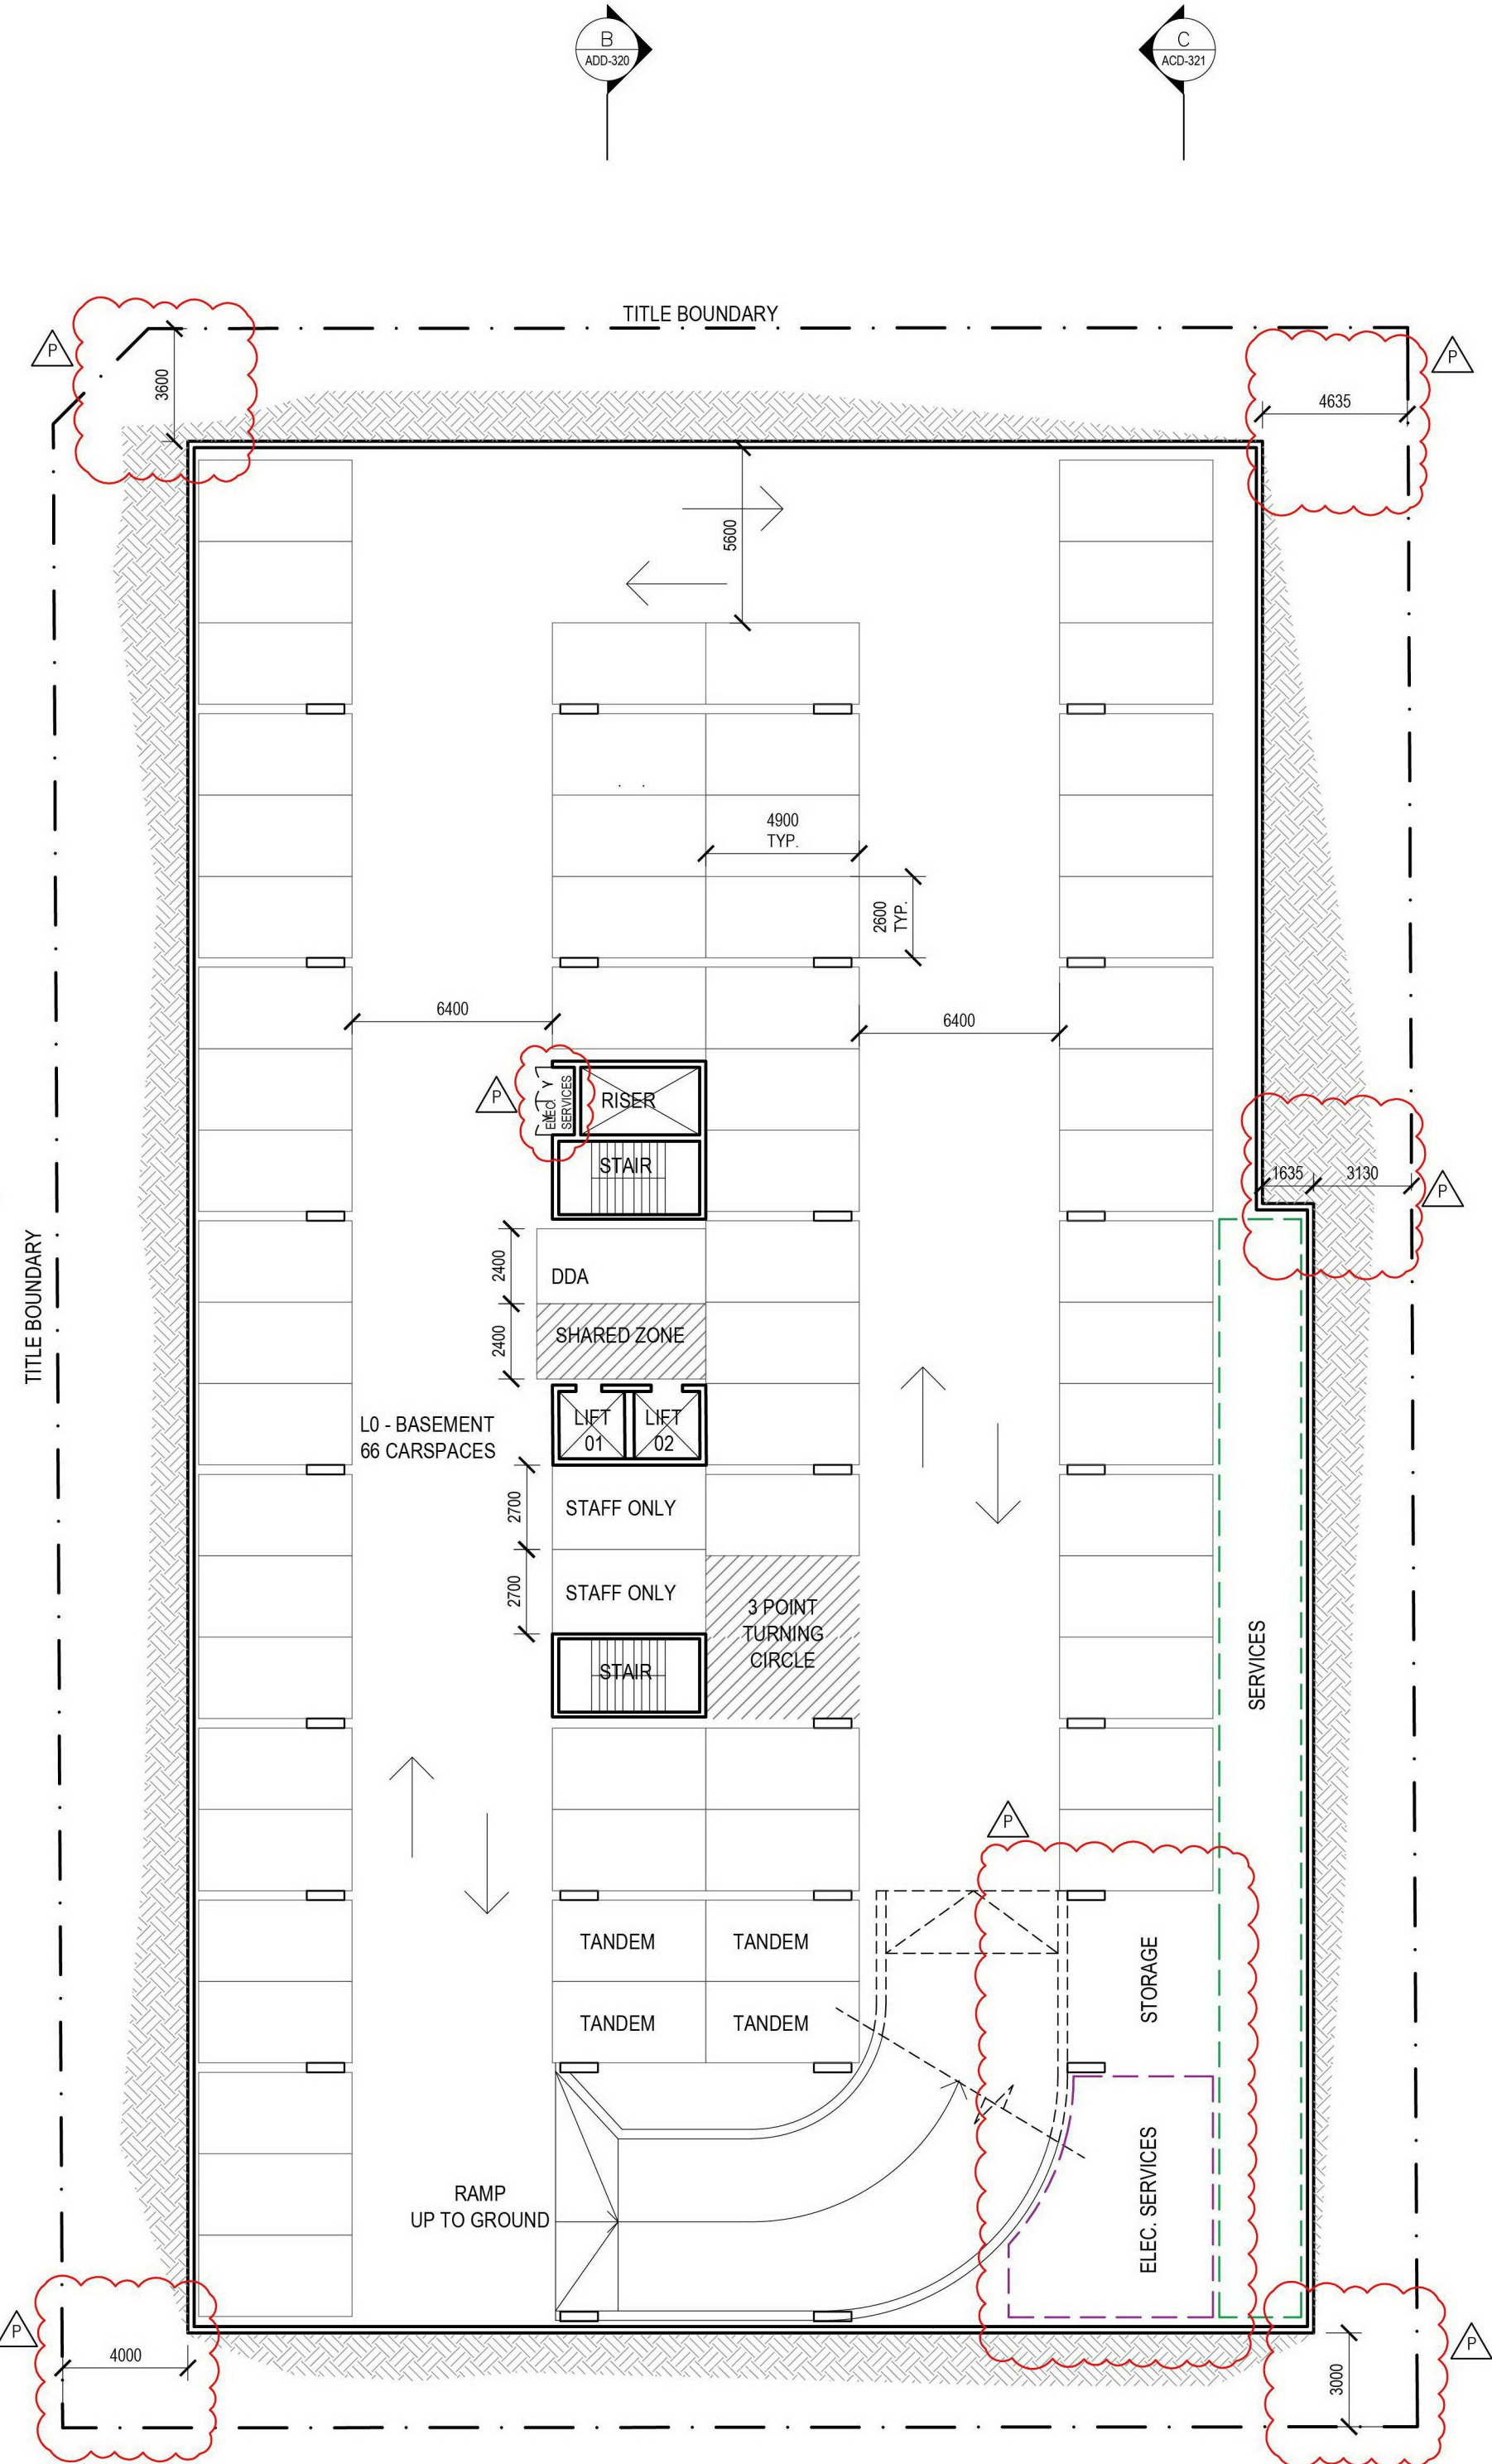 B
ADD-320
C
ACD-321
TITLE BOUNDARY
P
P
3600
4635
5600
4900
TYP.
2600
TYP.
6400
6400
P
ELEC.
SERVICES
Y
Y
RISER
STAIR
1635
3130
P
TITLE BOUNDARY
2400
DDA
2400
SHARED ZONE
L0 - BASEMENT
66 CARSPACES
LIFT
01
LIFT
02
2700
STAFF ONLY
2700
STAFF ONLY
3 POINT
TURNING
CIRCLE
STAIR
SERVICES
P
TANDEM
TANDEM
STORAGE
TANDEM
TANDEM
RAMP
UP TO GROUND
ELEC. SERVICES
P
4000
3000
P